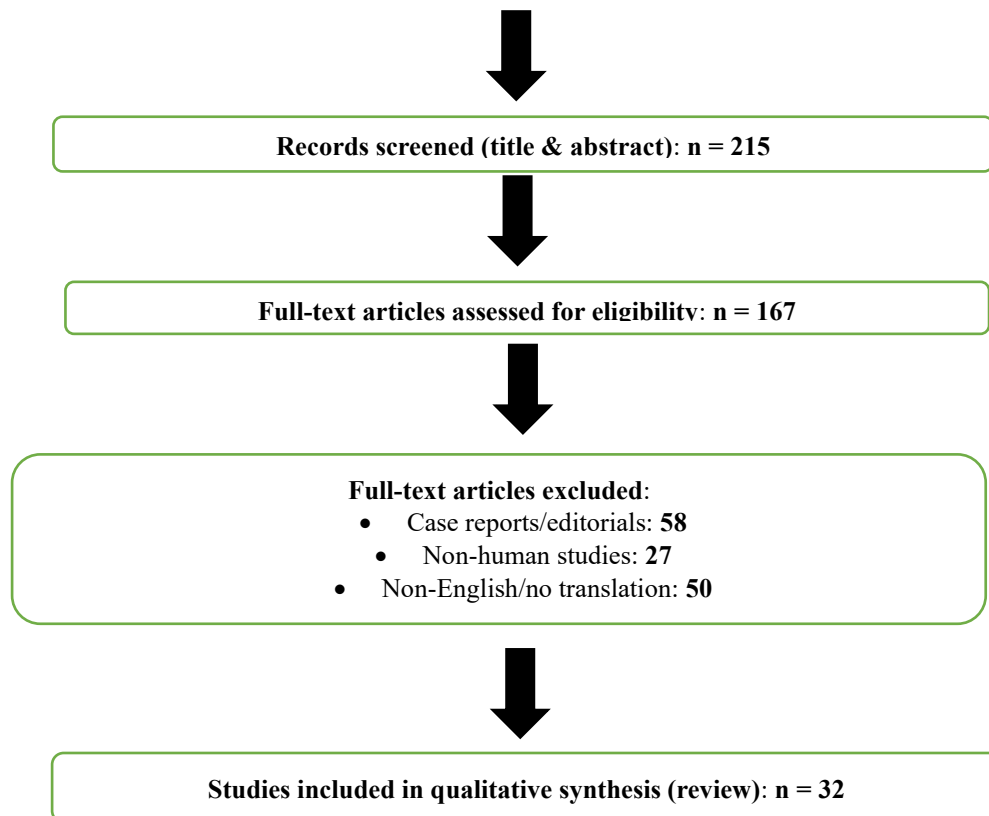 Records screened (title & abstract): n = 215
Full-text articles assessed for eligibility: n = 167
Full-text articles excluded:
• Case reports/editorials: 58
• Non-human studies: 27
• Non-English/no translation: 50
Studies included in qualitative synthesis (review): n = 32